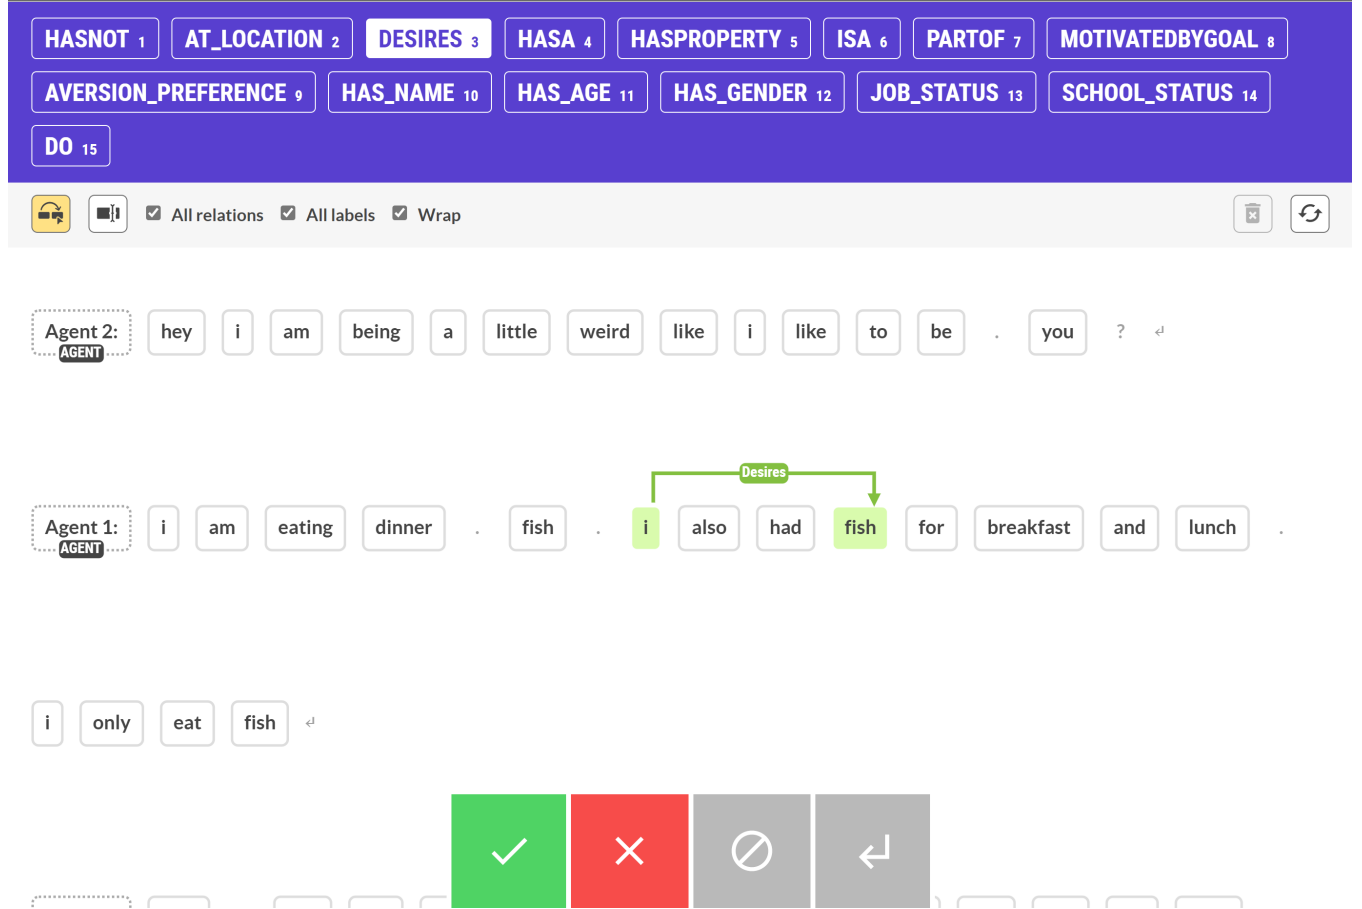 HASNOT 1 AT_LOCATION 2 DESIRES 3 HASA 4 HASPROPERTY 5 ISA 6 PARTOF 7 MOTIVATEDBYGOAL 8
AVERSION_PREFERENCE 9 HAS_NAME 10 HAS_AGE 11 HAS_GENDER 12 JOB_STATUS 13 SCHOOL_STATUS 14
DO 15
All relations All labels Wrap
Agent 2: hey i am being a little weird like i like to be . you ? ↵
AGENT
Desires
Agent 1: i am eating dinner . fish . i also had fish for breakfast and lunch .
AGENT
i only eat fish ↵